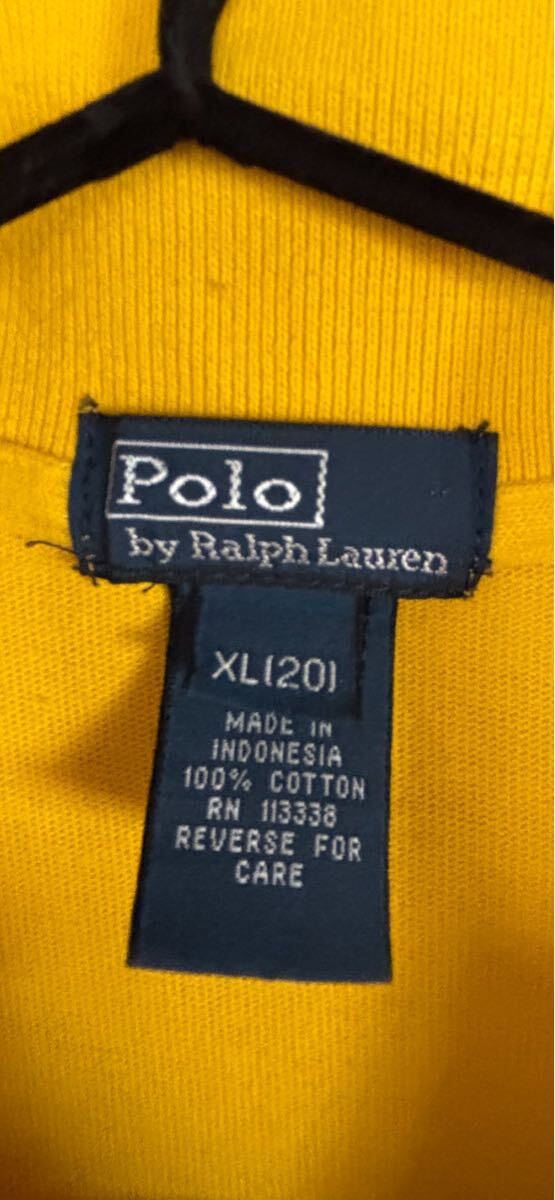 Polo
by Ralph Lauren
XL(20)
MADE IN
INDONESIA
100% COTTON
RN 113338
REVERSE FOR
CARE